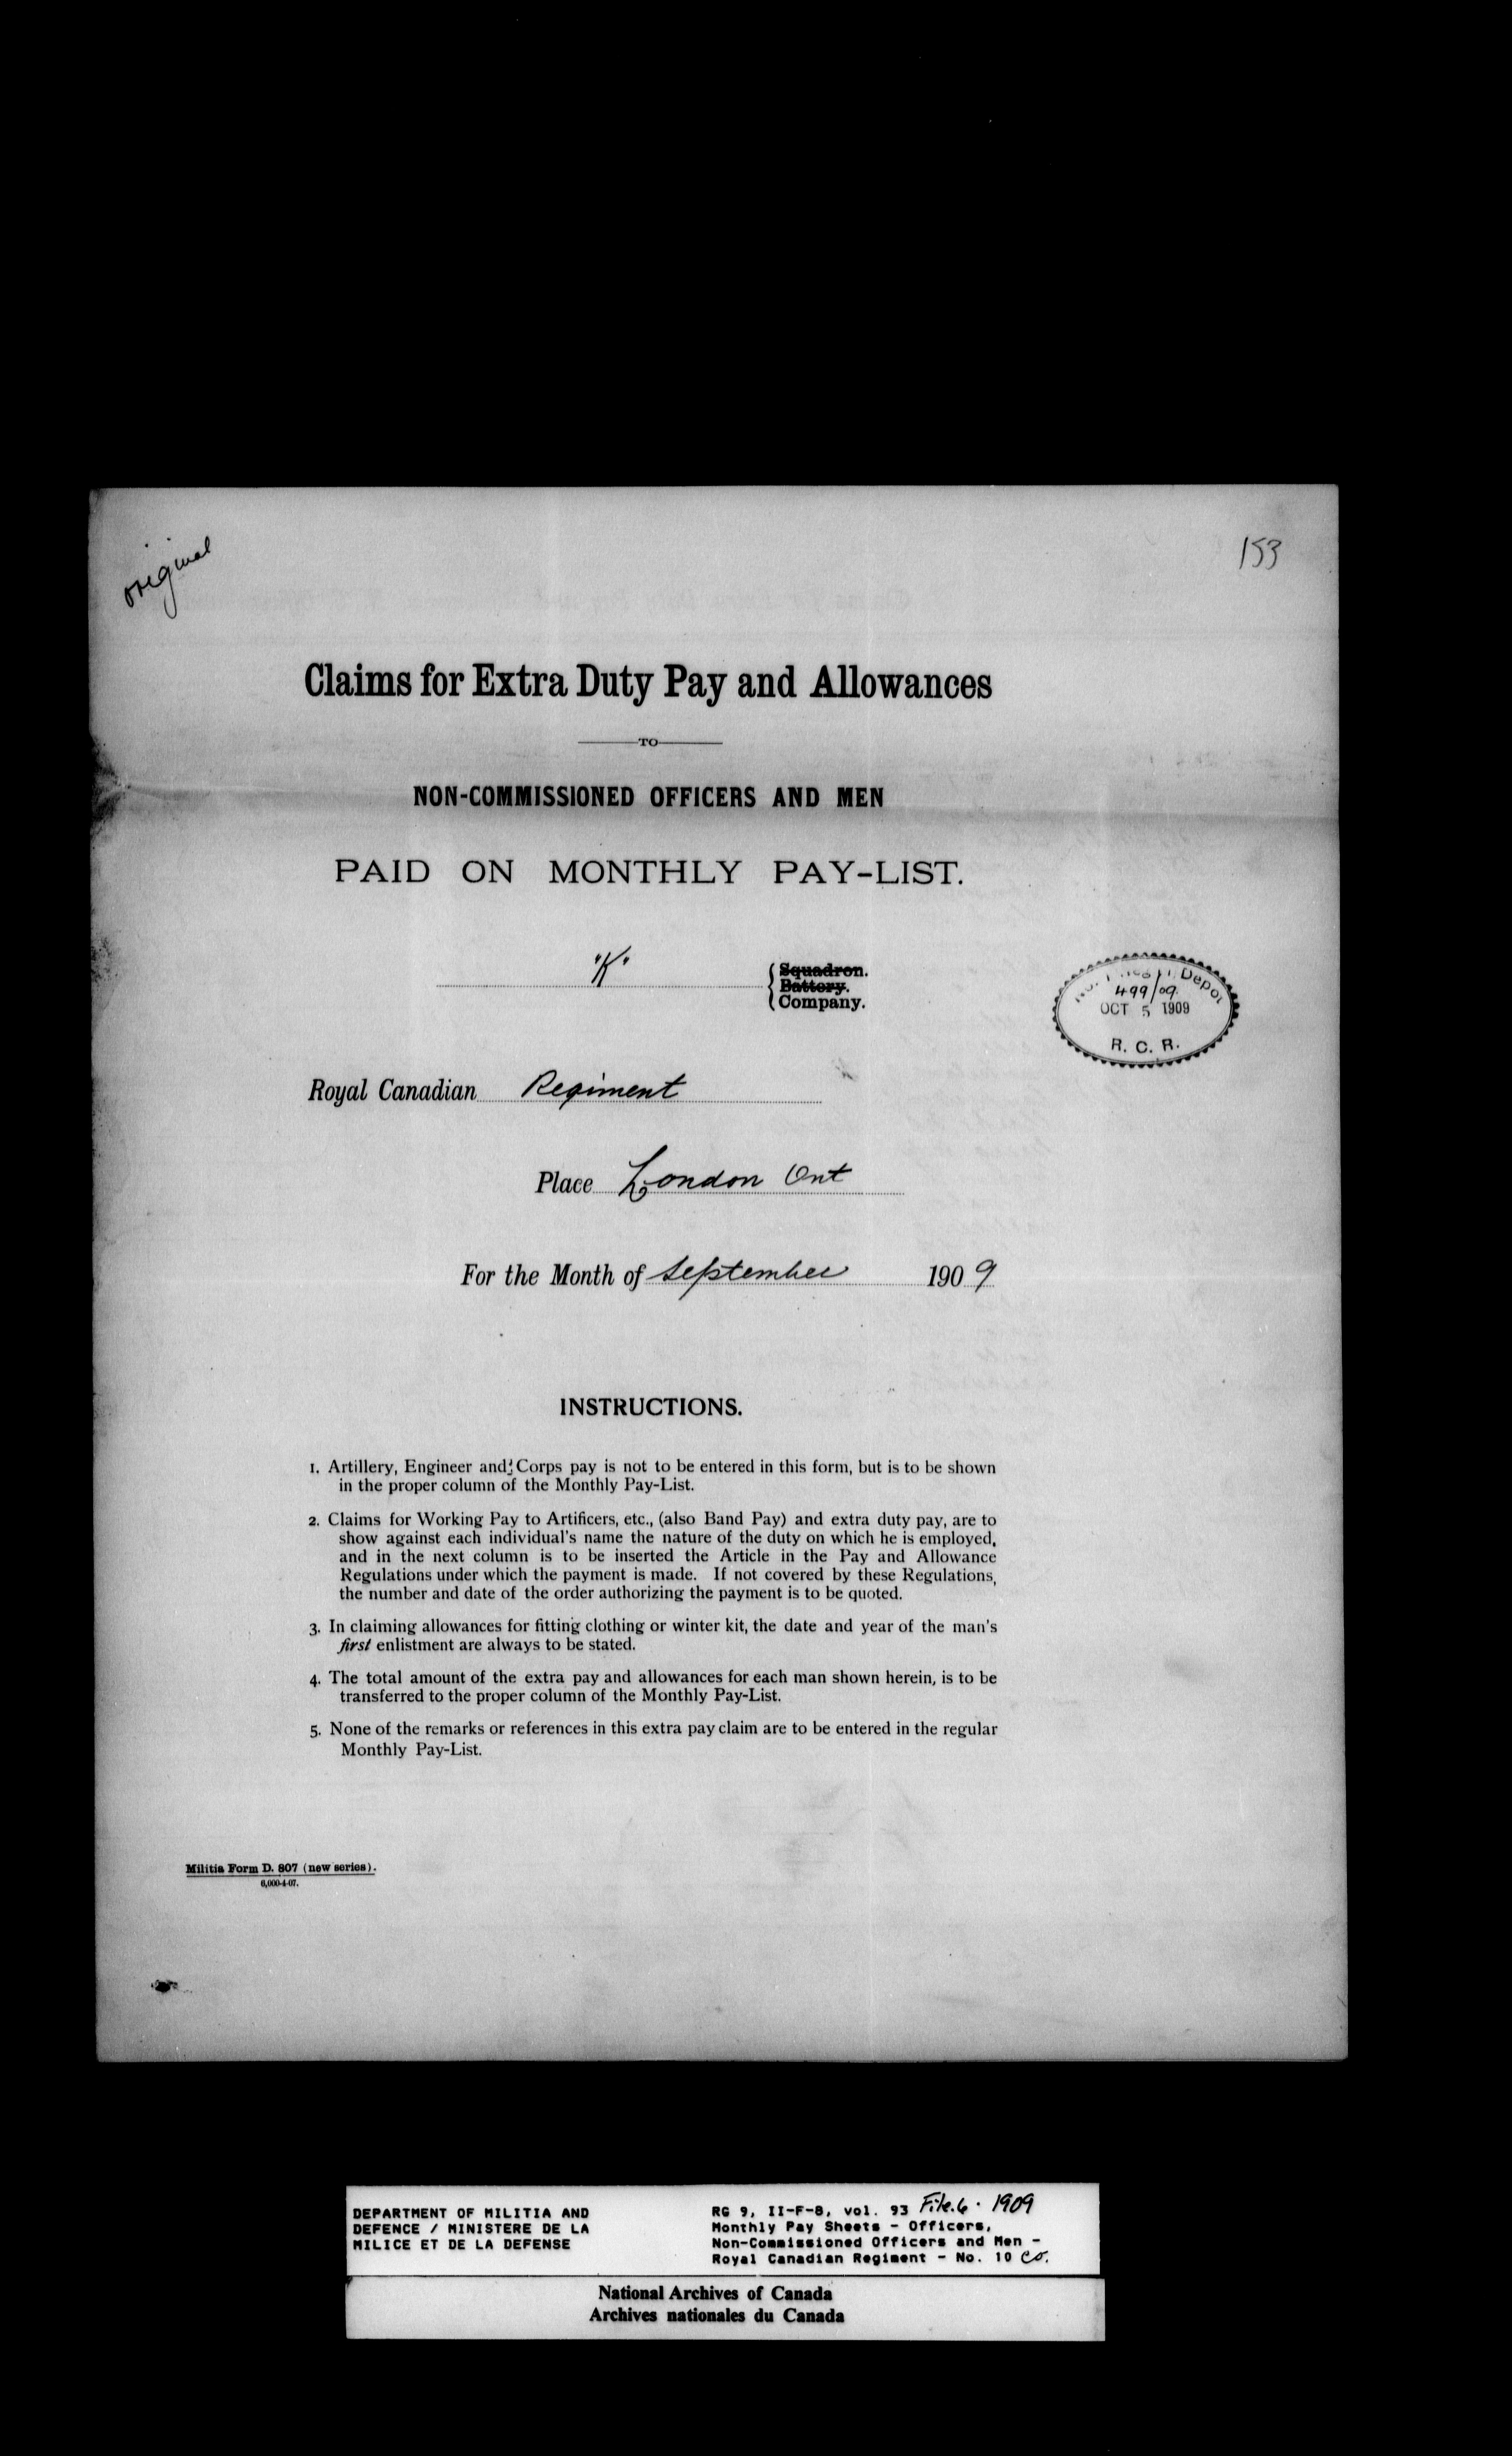 original
153
Claims for Extra Duty Pay and Allowances
TO
NON-COMMISSIONED OFFICERS AND MEN
PAID ON MONTHLY PAY-LIST.
"K"
Squadron.
Battery.
Company.
No. 1 Depot
499/09
OCT 5 1909
R. C. R.
Royal Canadian Regiment
Place London Ont
For the Month of September 1909
INSTRUCTIONS.
1. Artillery, Engineer and Corps pay is not to be entered in this form, but is to be shown
in the proper column of the Monthly Pay-List.
2. Claims for Working Pay to Artificers, etc., (also Band Pay) and extra duty pay, are to
show against each individual's name the nature of the duty on which he is employed,
and in the next column is to be inserted the Article in the Pay and Allowance
Regulations under which the payment is made. If not covered by these Regulations,
the number and date of the order authorizing the payment is to be quoted.
3. In claiming allowances for fitting clothing or winter kit, the date and year of the man's
first enlistment are always to be stated.
4. The total amount of the extra pay and allowances for each man shown herein, is to be
transferred to the proper column of the Monthly Pay-List.
5. None of the remarks or references in this extra pay claim are to be entered in the regular
Monthly Pay-List.
Militia Form D. 807 (new series).
6,000-4-07.
DEPARTMENT OF MILITIA AND
DEFENCE / MINISTERE DE LA
MILICE ET DE LA DEFENSE
RG 9, II-F-8, vol. 93 File.6. 1909
Monthly Pay Sheets - Officers,
Non-Commissioned Officers and Men -
Royal Canadian Regiment - No. 10 Co.
National Archives of Canada
Archives nationales du Canada